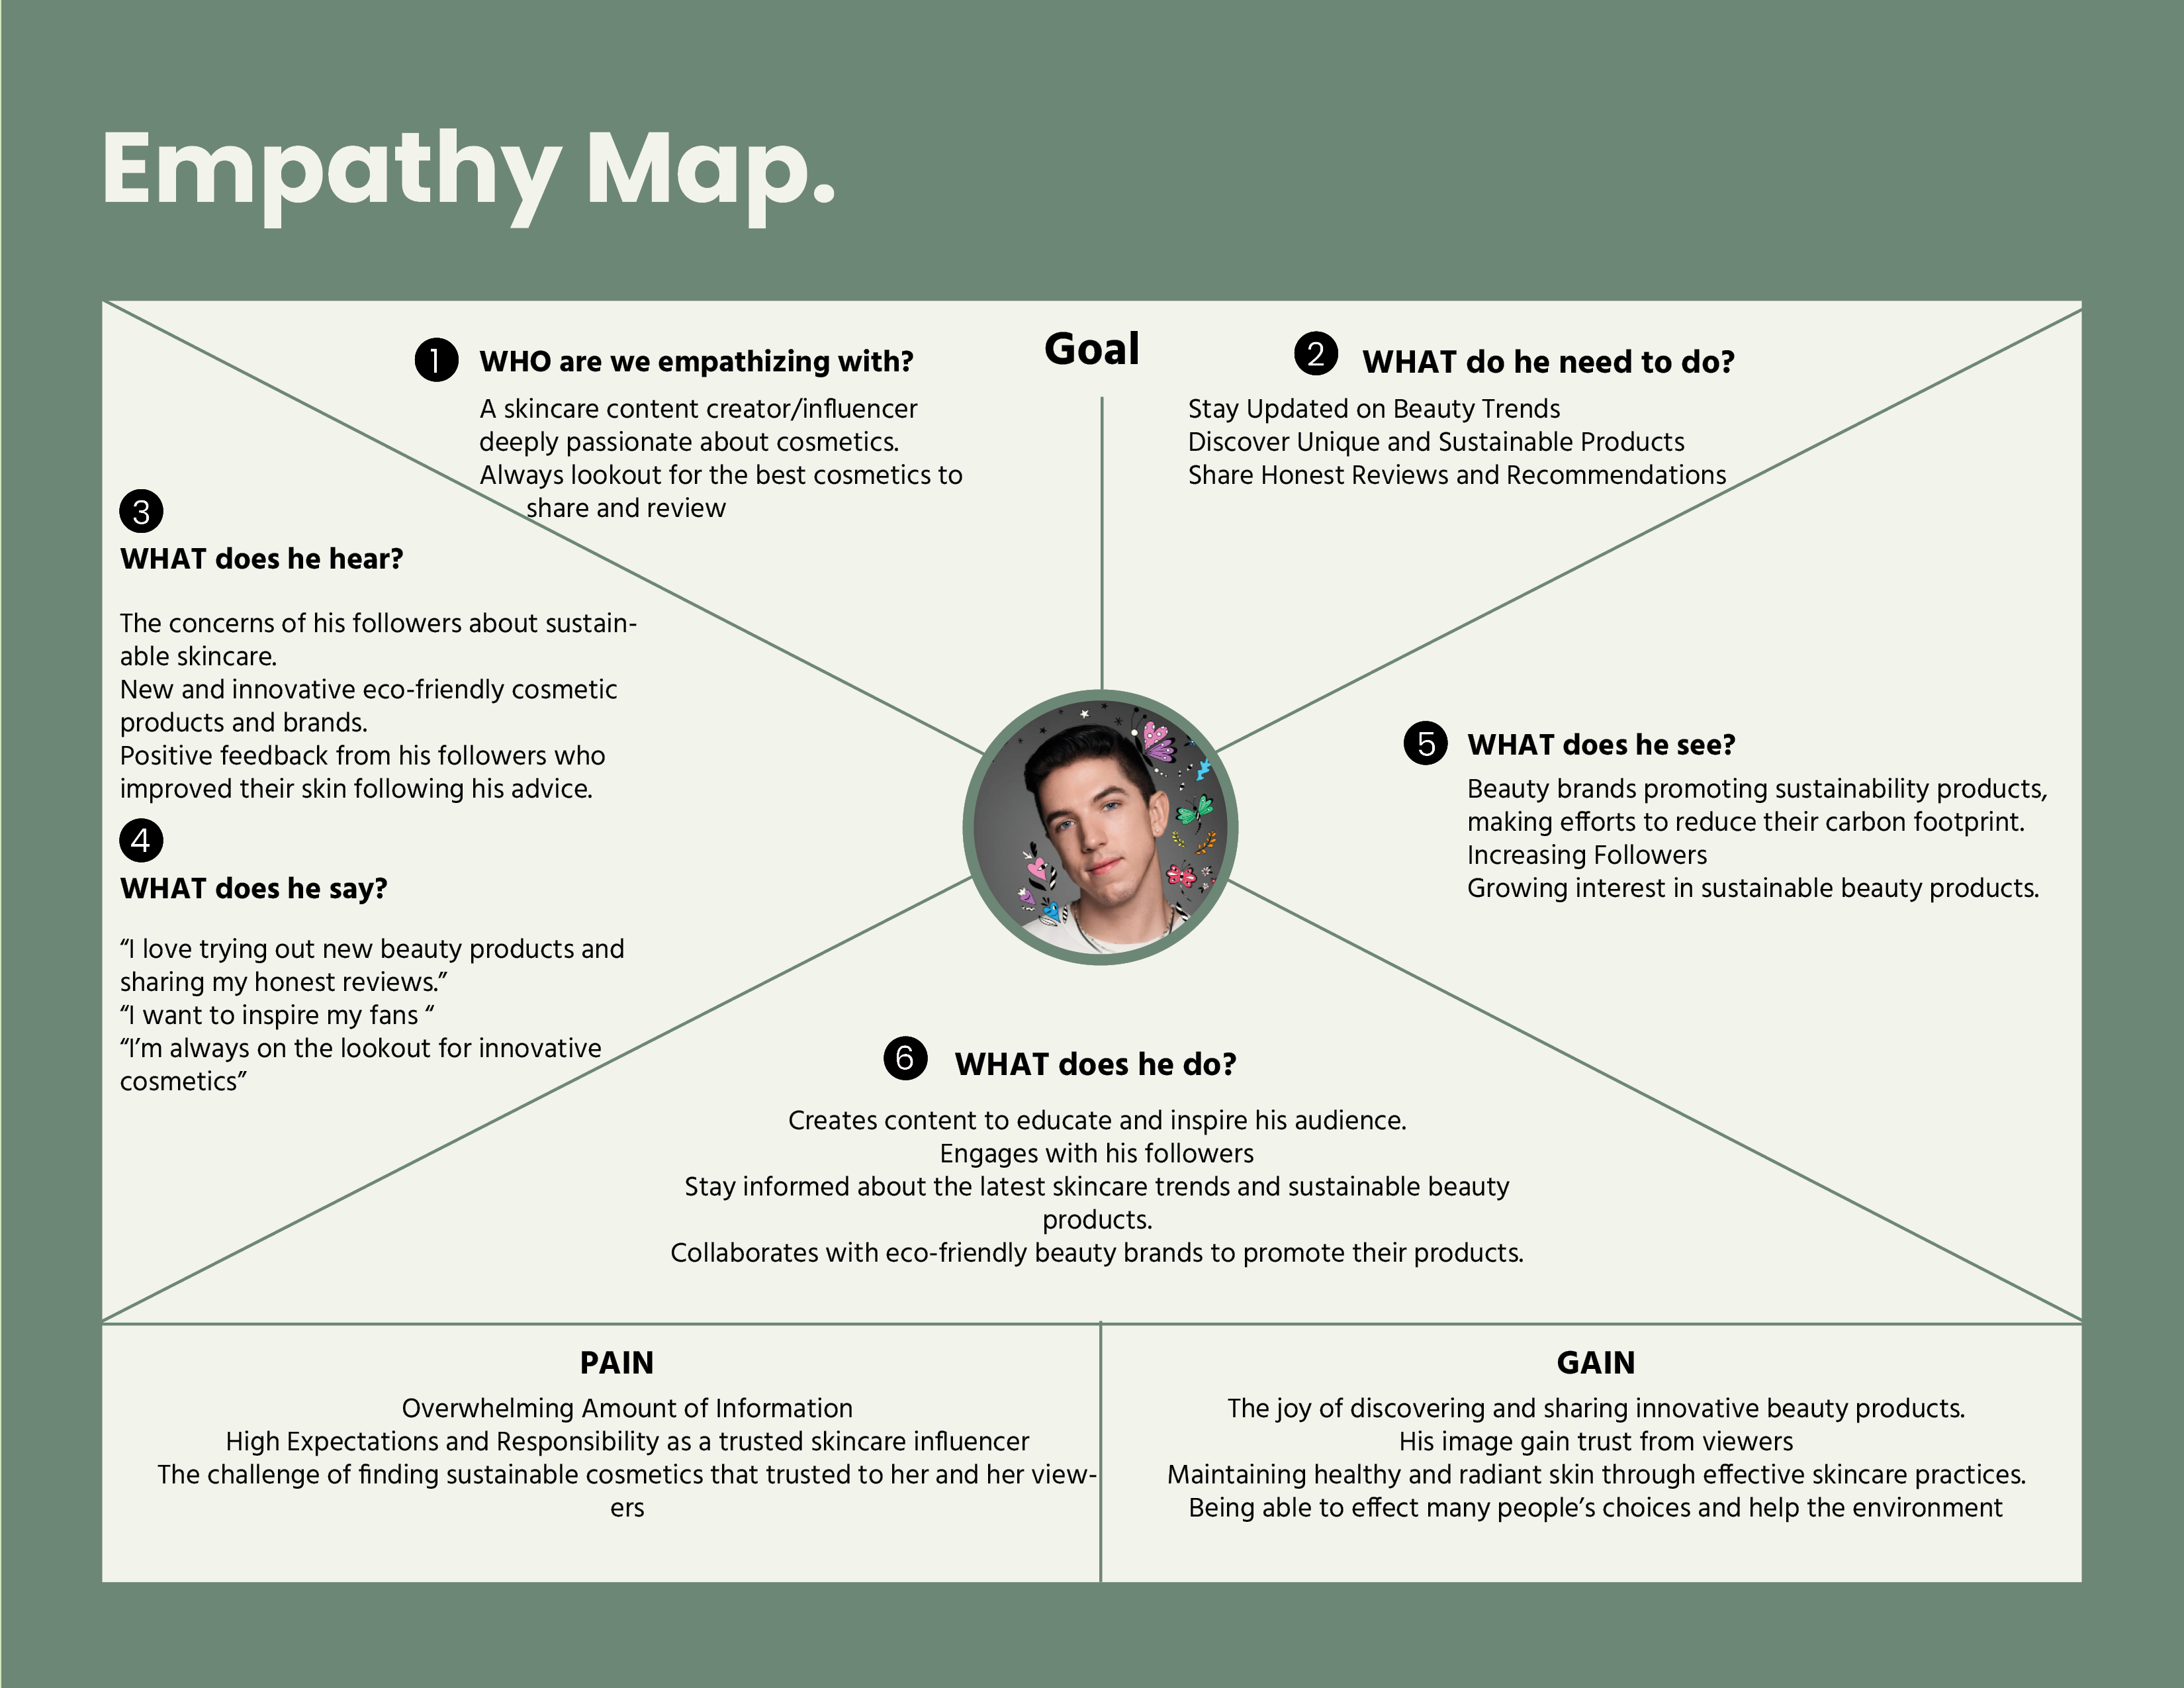 Empathy Map.
Goal
1
WHO are we empathizing with?
A skincare content creator/influencer
deeply passionate about cosmetics.
Always lookout for the best cosmetics to
share and review
2
WHAT do he need to do?
Stay Updated on Beauty Trends
Discover Unique and Sustainable Products
Share Honest Reviews and Recommendations
3
WHAT does he hear?
The concerns of his followers about sustain-
able skincare.
New and innovative eco-friendly cosmetic
products and brands.
Positive feedback from his followers who
improved their skin following his advice.
4
WHAT does he say?
“I love trying out new beauty products and
sharing my honest reviews.”
“I want to inspire my fans “
“I’m always on the lookout for innovative
cosmetics”
5
WHAT does he see?
Beauty brands promoting sustainability products,
making efforts to reduce their carbon footprint.
Increasing Followers
Growing interest in sustainable beauty products.
6
WHAT does he do?
Creates content to educate and inspire his audience.
Engages with his followers
Stay informed about the latest skincare trends and sustainable beauty
products.
Collaborates with eco-friendly beauty brands to promote their products.
PAIN
Overwhelming Amount of Information
High Expectations and Responsibility as a trusted skincare influencer
The challenge of finding sustainable cosmetics that trusted to her and her view-
ers
GAIN
The joy of discovering and sharing innovative beauty products.
His image gain trust from viewers
Maintaining healthy and radiant skin through effective skincare practices.
Being able to effect many people’s choices and help the environment